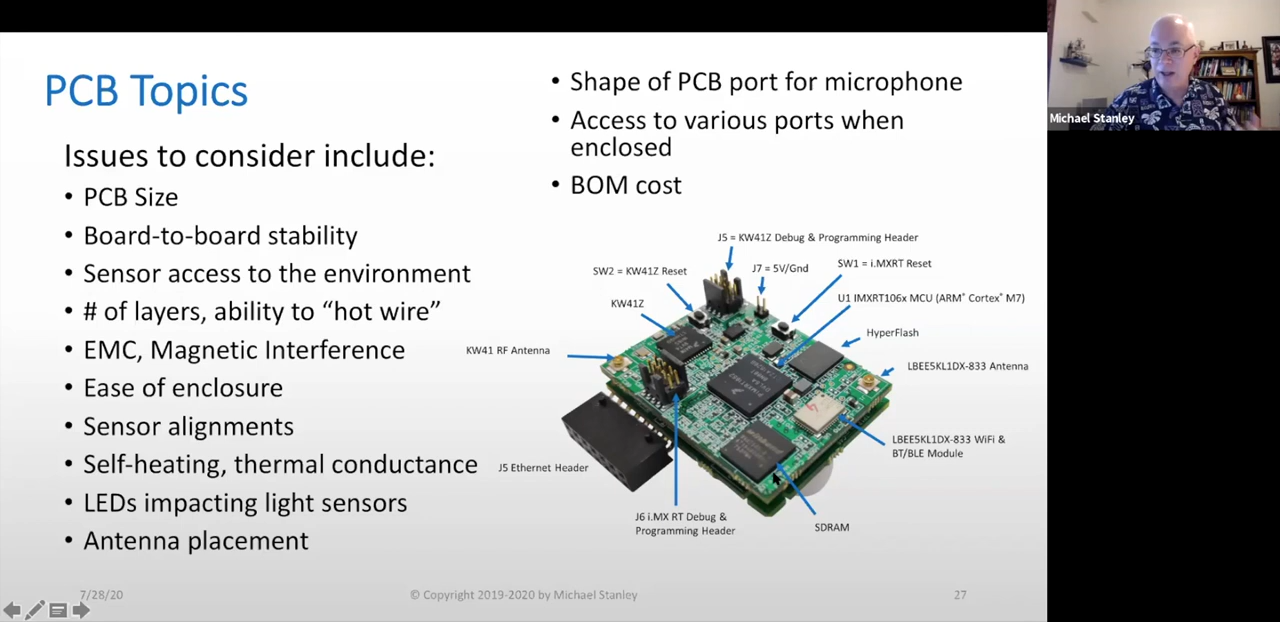 PCB Topics
Issues to consider include:
• PCB Size
• Board-to-board stability
• Sensor access to the environment
• # of layers, ability to “hot wire”
• EMC, Magnetic Interference
• Ease of enclosure
• Sensor alignments
• Self-heating, thermal conductance
• LEDs impacting light sensors
• Antenna placement
• Shape of PCB port for microphone
• Access to various ports when
enclosed
• BOM cost
J5 = KW41Z Debug & Programming Header
SW2 = KW41Z Reset
J7 = 5V/Gnd
SW1 = i.MXRT Reset
KW41Z
U1 IMXRT106x MCU (ARM® Cortex® M7)
HyperFlash
KW41 RF Antenna
LBEE5KL1DX-833 Antenna
LBEE5KL1DX-833 WiFi &
BT/BLE Module
J5 Ethernet Header
J6 i.MX RT Debug &
Programming Header
SDRAM
7/28/20
© Copyright 2019-2020 by Michael Stanley
27
Michael Stanley